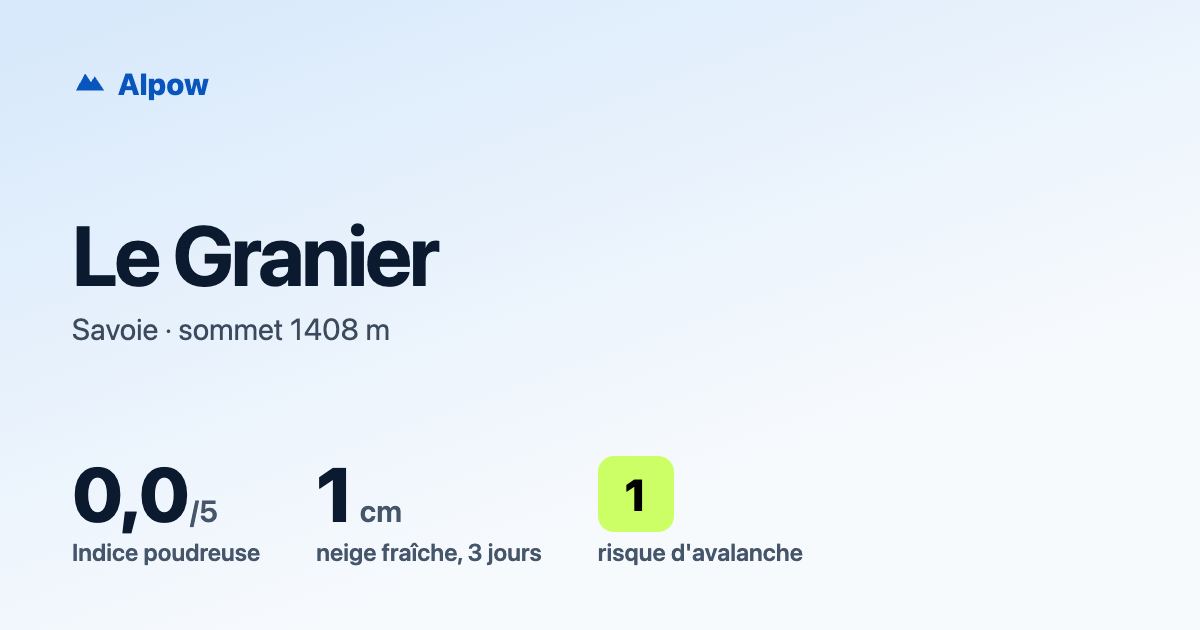 Alpow
Le Granier
Savoie · sommet 1408 m
0,0/5
Indice poudreuse
1 cm
neige fraîche, 3 jours
1
risque d'avalanche